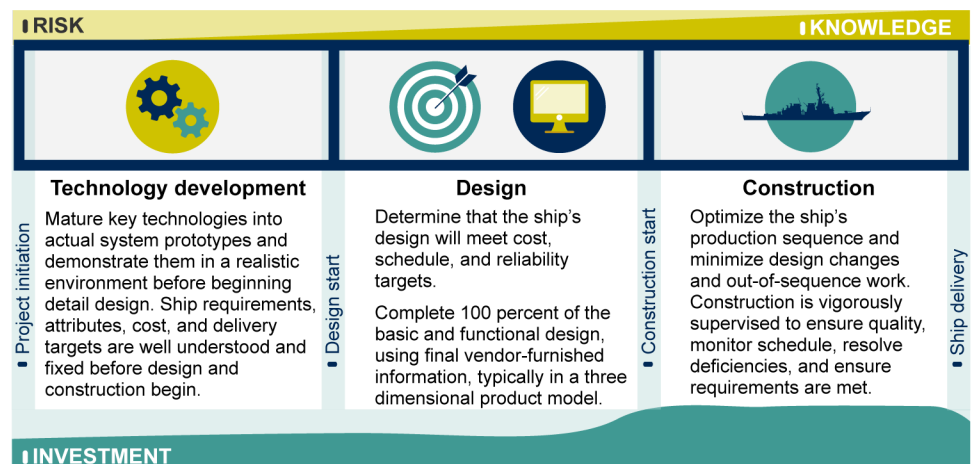 RISK
KNOWLEDGE
Project initiation
Technology development
Mature key technologies into
actual system prototypes and
demonstrate them in a realistic
environment before beginning
detail design. Ship requirements,
attributes, cost, and delivery
targets are well understood and
fixed before design and
construction begin.
Design start
Design
Determine that the ship's
design will meet cost,
schedule, and reliability
targets.
Complete 100 percent of the
basic and functional design,
using final vendor-furnished
information, typically in a three
dimensional product model.
Construction start
Construction
Optimize the ship's
production sequence and
minimize design changes
and out-of-sequence work.
Construction is vigorously
supervised to ensure quality,
monitor schedule, resolve
deficiencies, and ensure
requirements are met.
Ship delivery
INVESTMENT